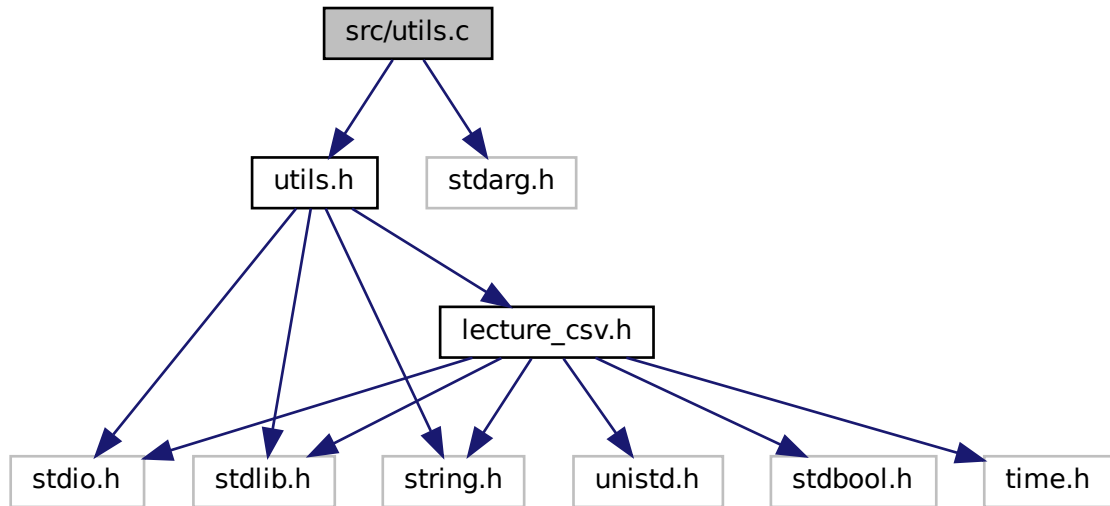 src/utils.c
utils.h
stdarg.h
lecture_csv.h
stdio.h
stdlib.h
string.h
unistd.h
stdbool.h
time.h